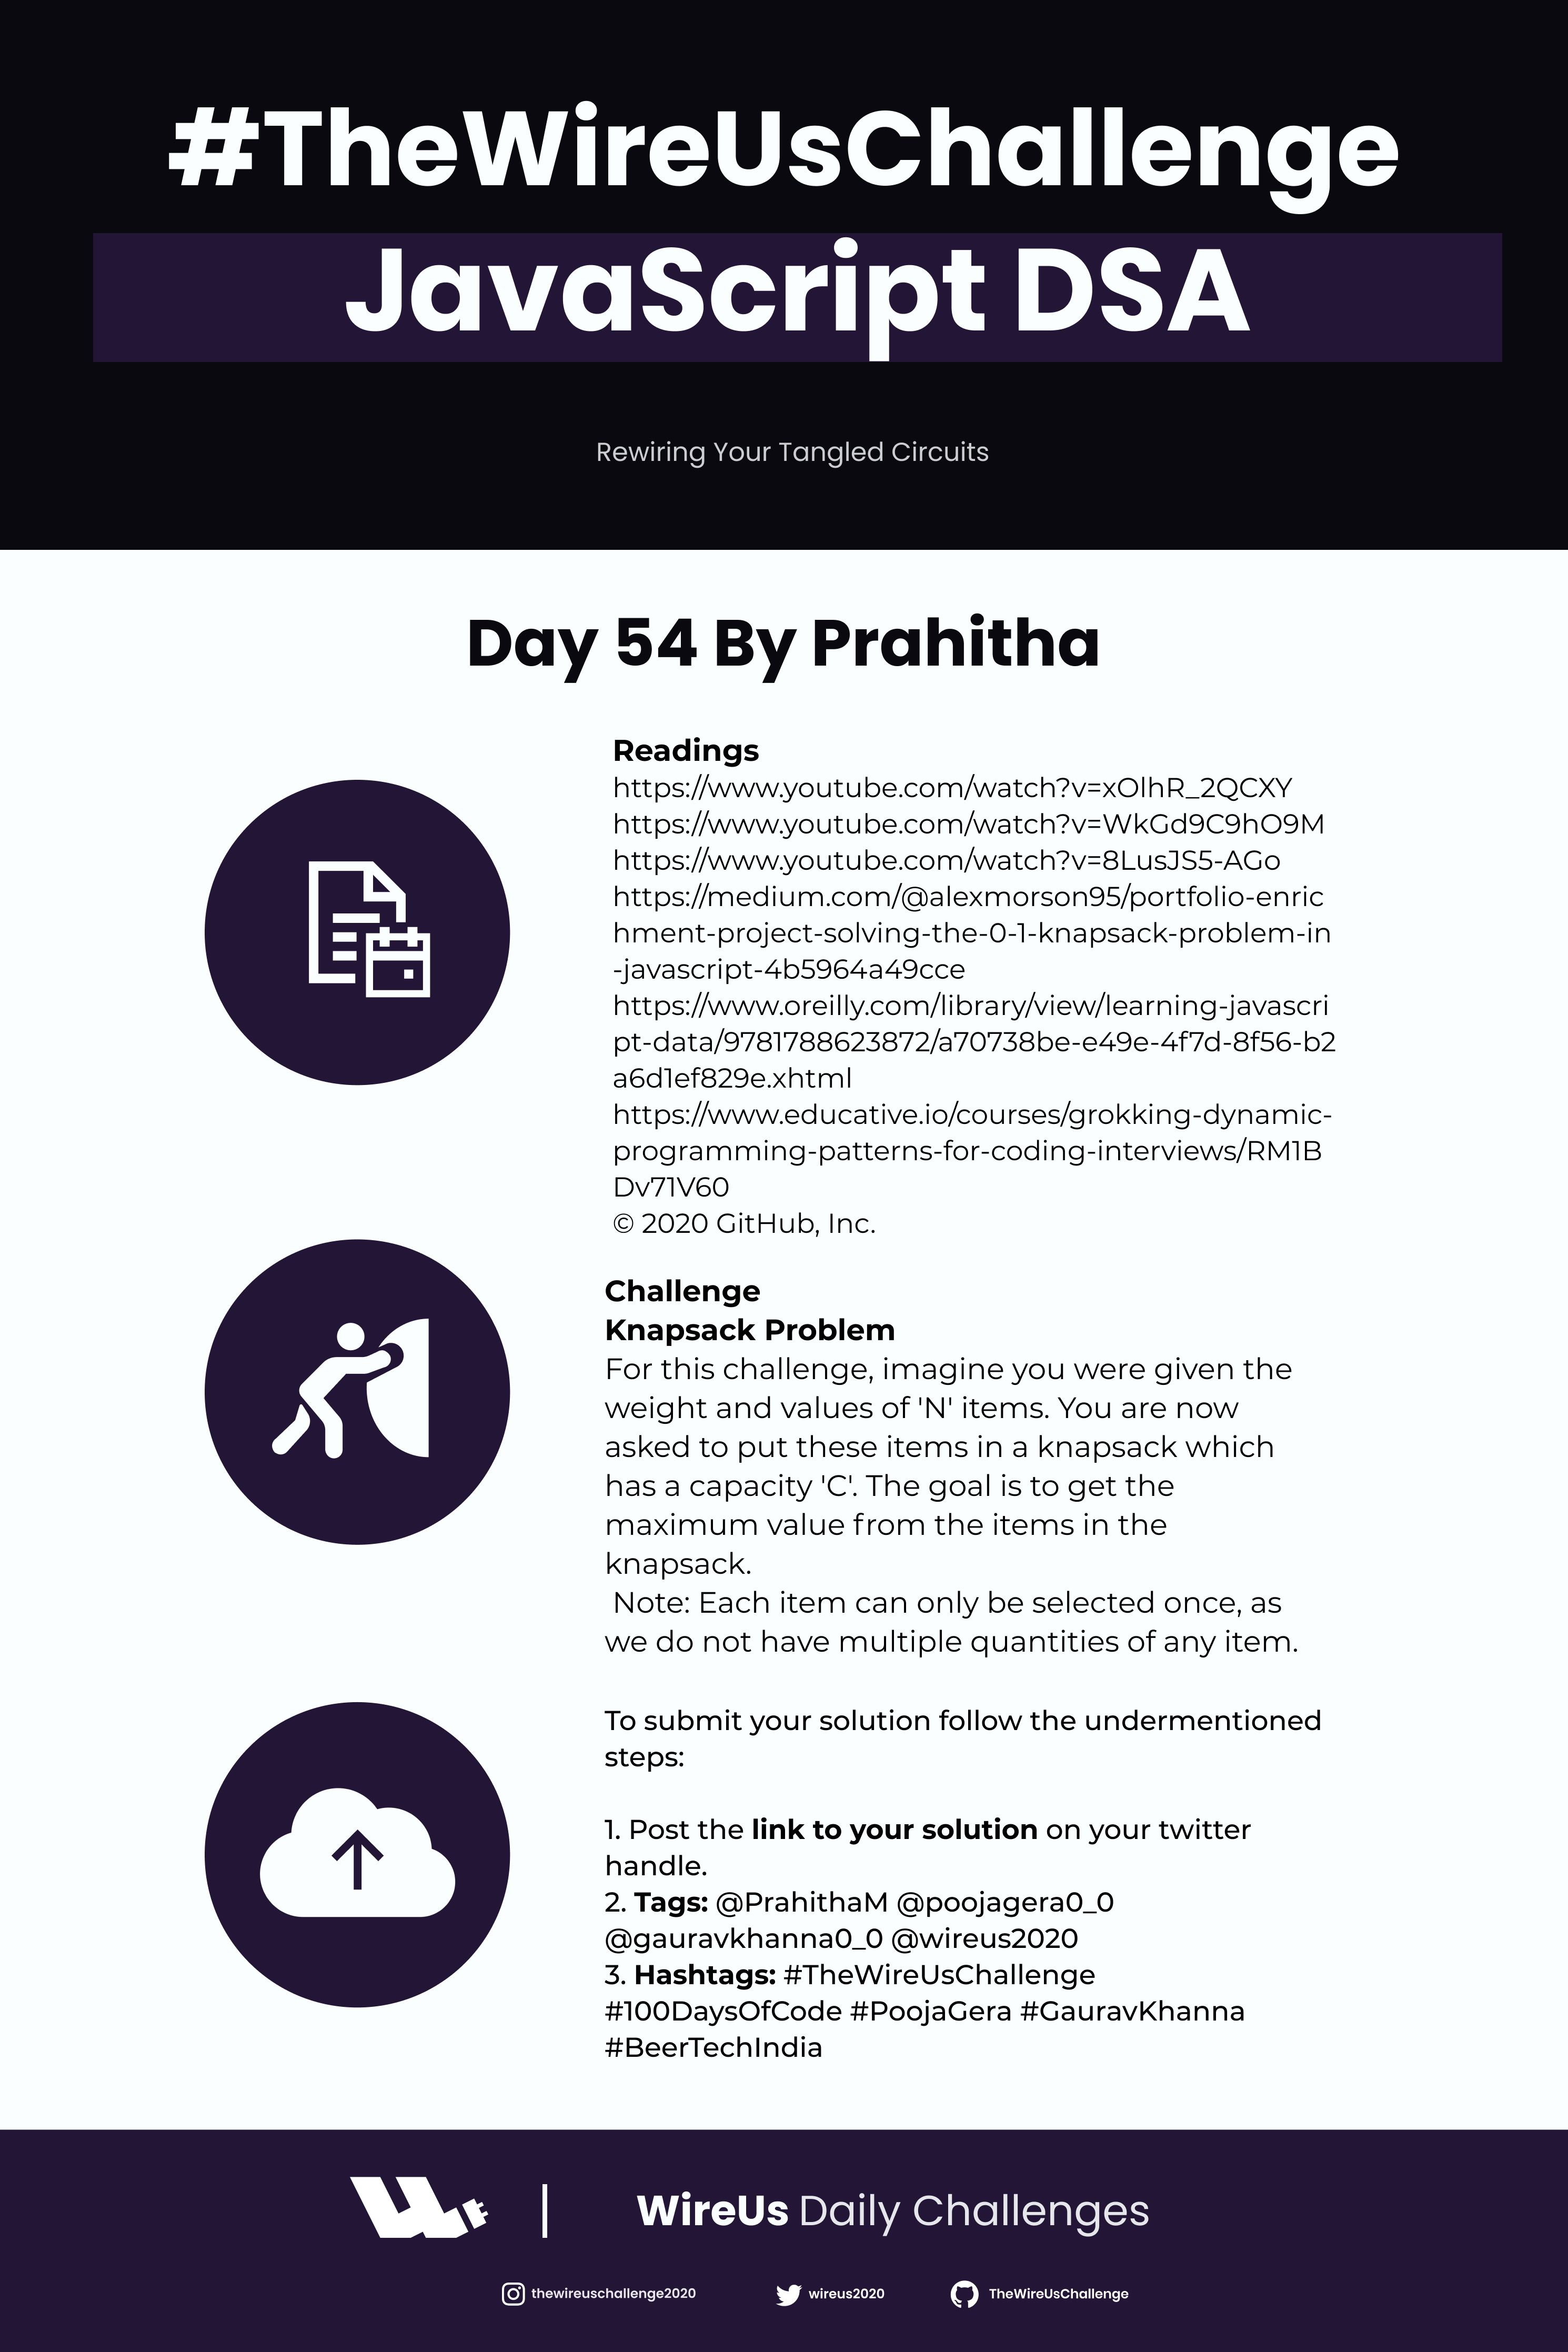 #TheWireUsChallenge
JavaScript DSA
Rewiring Your Tangled Circuits
Day 54 By Prahitha
Readings
https://www.youtube.com/watch?v=xOlhR_2QCXY
https://www.youtube.com/watch?v=WkGd9C9hO9M
https://www.youtube.com/watch?v=8LusJS5-AGo
https://medium.com/@alexmorson95/portfolio-enric
hment-project-solving-the-0-1-knapsack-problem-in
-javascript-4b5964a49cce
https://www.oreilly.com/library/view/learning-javascri
pt-data/9781788623872/a70738be-e49e-4f7d-8f56-b2
a6d1ef829e.xhtml
https://www.educative.io/courses/grokking-dynamic-
programming-patterns-for-coding-interviews/RM1B
Dv71V60
© 2020 GitHub, Inc.
Challenge
Knapsack Problem
For this challenge, imagine you were given the
weight and values of 'N' items. You are now
asked to put these items in a knapsack which
has a capacity 'C'. The goal is to get the
maximum value from the items in the
knapsack.
Note: Each item can only be selected once, as
we do not have multiple quantities of any item.
To submit your solution follow the undermentioned
steps:
1. Post the link to your solution on your twitter
handle.
2. Tags: @PrahithaM @poojagera0_0
@gauravkhanna0_0 @wireus2020
3. Hashtags: #TheWireUsChallenge
#100DaysOfCode #PoojaGera #GauravKhanna
#BeerTechIndia
WireUs Daily Challenges
thewireuschallenge2020 wireus2020 TheWireUsChallenge